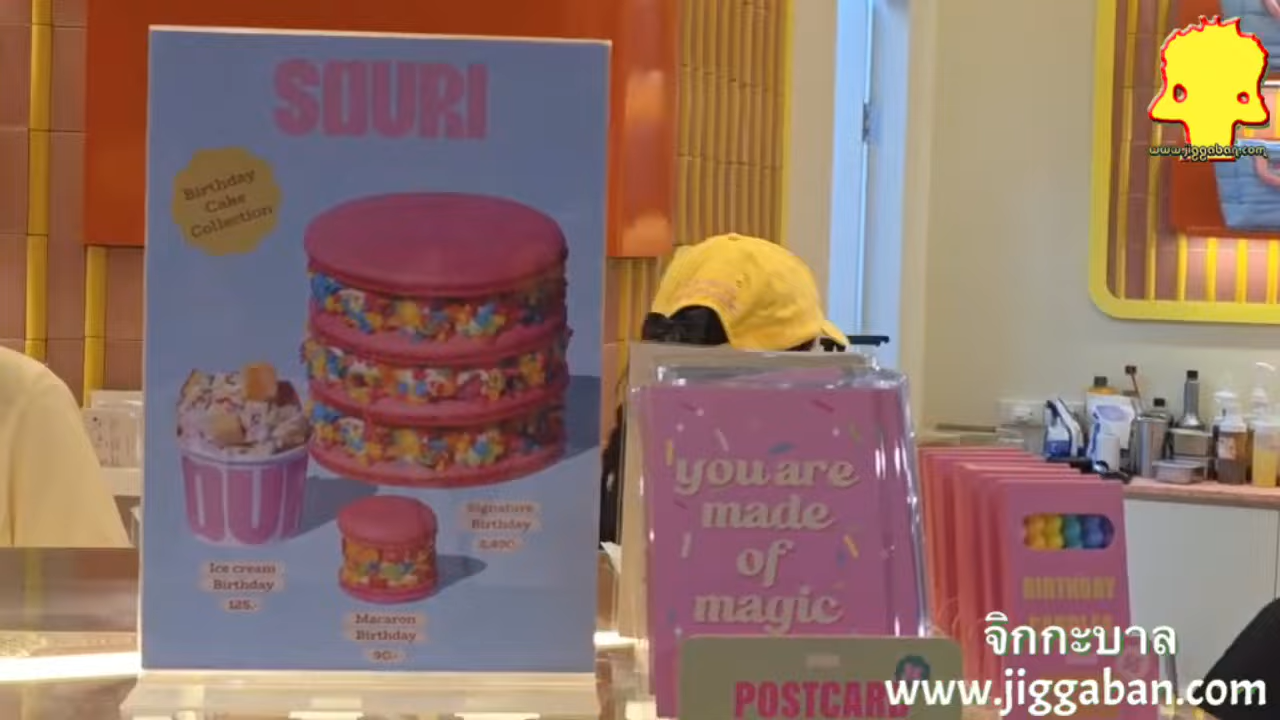 SOURI
Birthday
Cake
Collection
Signature
Birthday
Ice cream
Birthday
125.-
Macaron
Birthday
90.-
you are
made
of
magic
POSTCARD
BIRTHDAY
www.jiggaban.com
จิกกะบาล
www.jiggaban.com